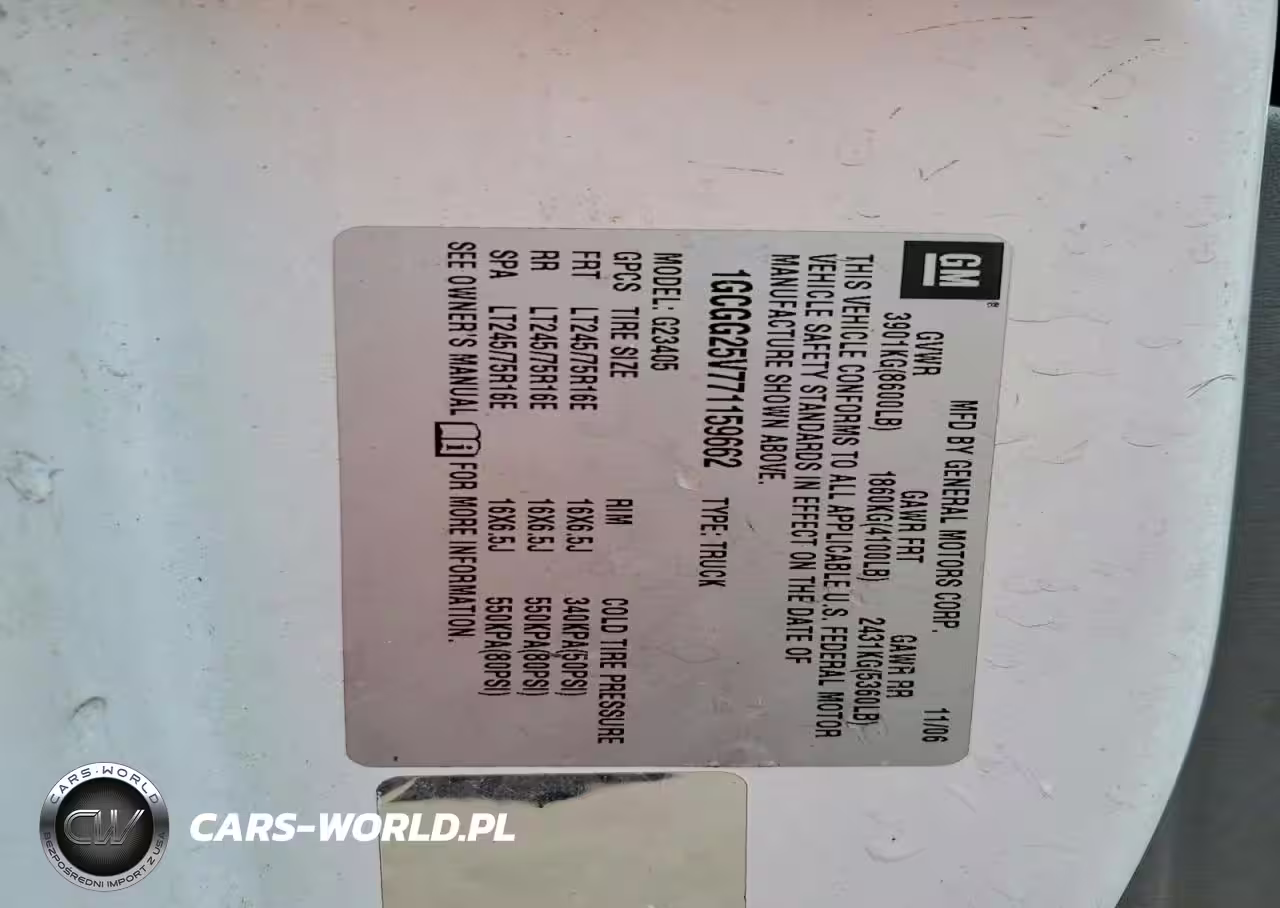 GM
MFD BY GENERAL MOTORS CORP. 11/06
GVWR GAWR FRT GAWR RR
3901KG(8600LB) 1860KG(4100LB) 2431KG(5360LB)
THIS VEHICLE CONFORMS TO ALL APPLICABLE U.S. FEDERAL MOTOR
VEHICLE SAFETY STANDARDS IN EFFECT ON THE DATE OF
MANUFACTURE SHOWN ABOVE.
1GCGG25V771159662 TYPE: TRUCK
MODEL: G23405
GPCS TIRE SIZE RIM COLD TIRE PRESSURE
FRT LT245/75R16E 16X6.5J 340KPA(50PSI)
RR LT245/75R16E 16X6.5J 550KPA(80PSI)
SPA LT245/75R16E 16X6.5J 550KPA(80PSI)
SEE OWNER'S MANUAL FOR MORE INFORMATION.
CARS-WORLD
CW
BEZPOŚREDNI IMPORT Z USA
CARS-WORLD.PL